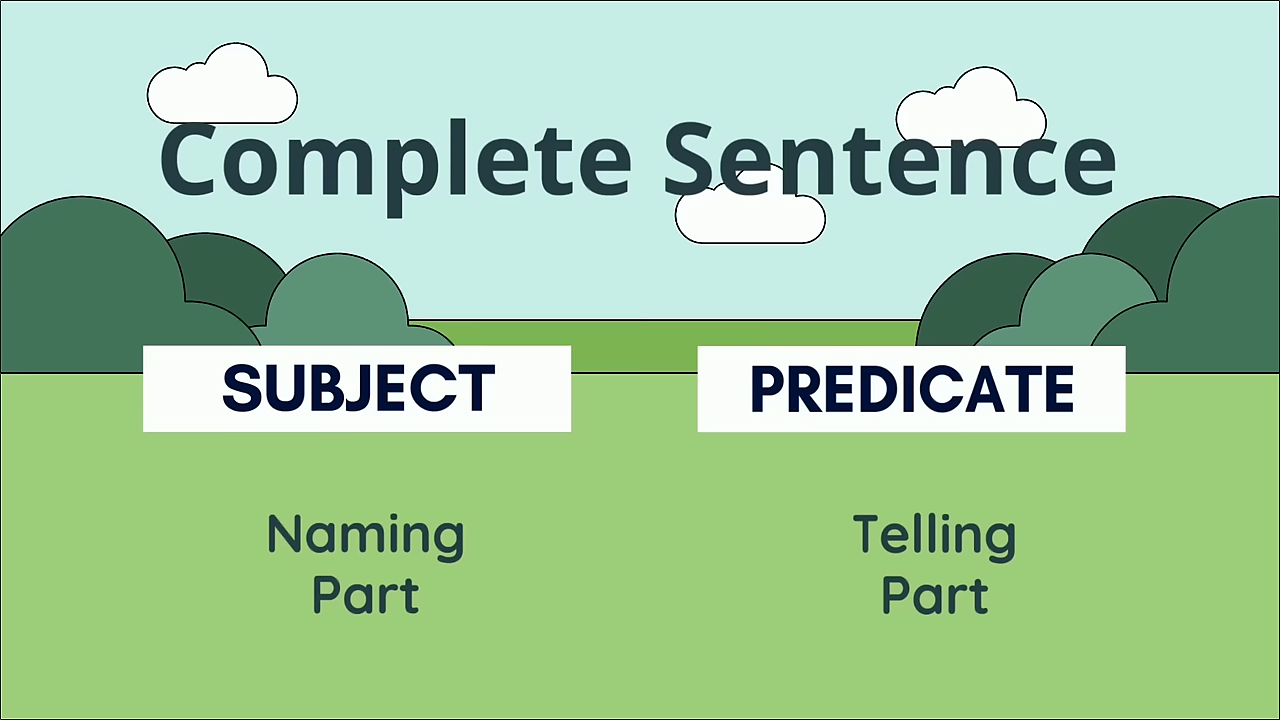 Complete Sentence
SUBJECT
PREDICATE
Naming
Part
Telling
Part